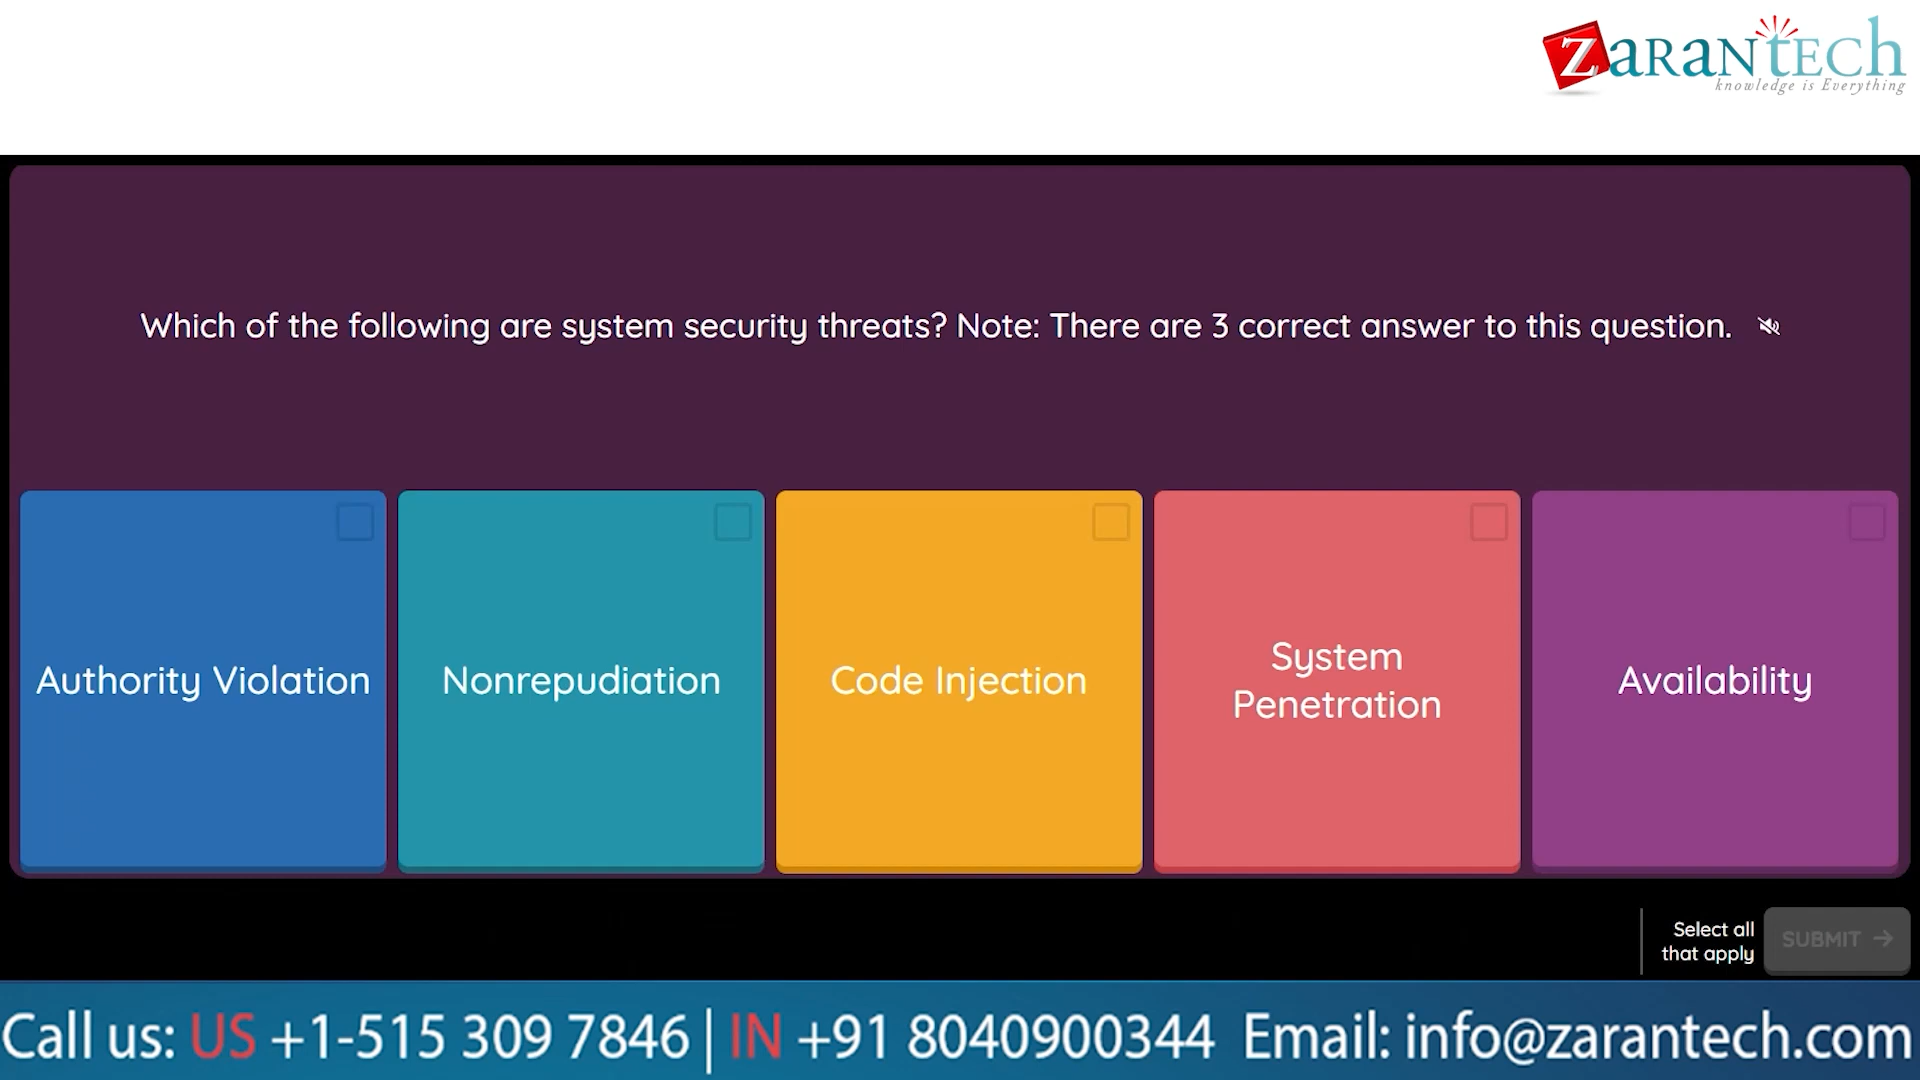 ZaranTech
knowledge is Everything
Which of the following are system security threats? Note: There are 3 correct answer to this question.
Authority Violation
Nonrepudiation
Code Injection
System
Penetration
Availability
Select all
that apply
SUBMIT →
Call us: US +1-515 309 7846 | IN +91 8040900344 Email: info@zarantech.com